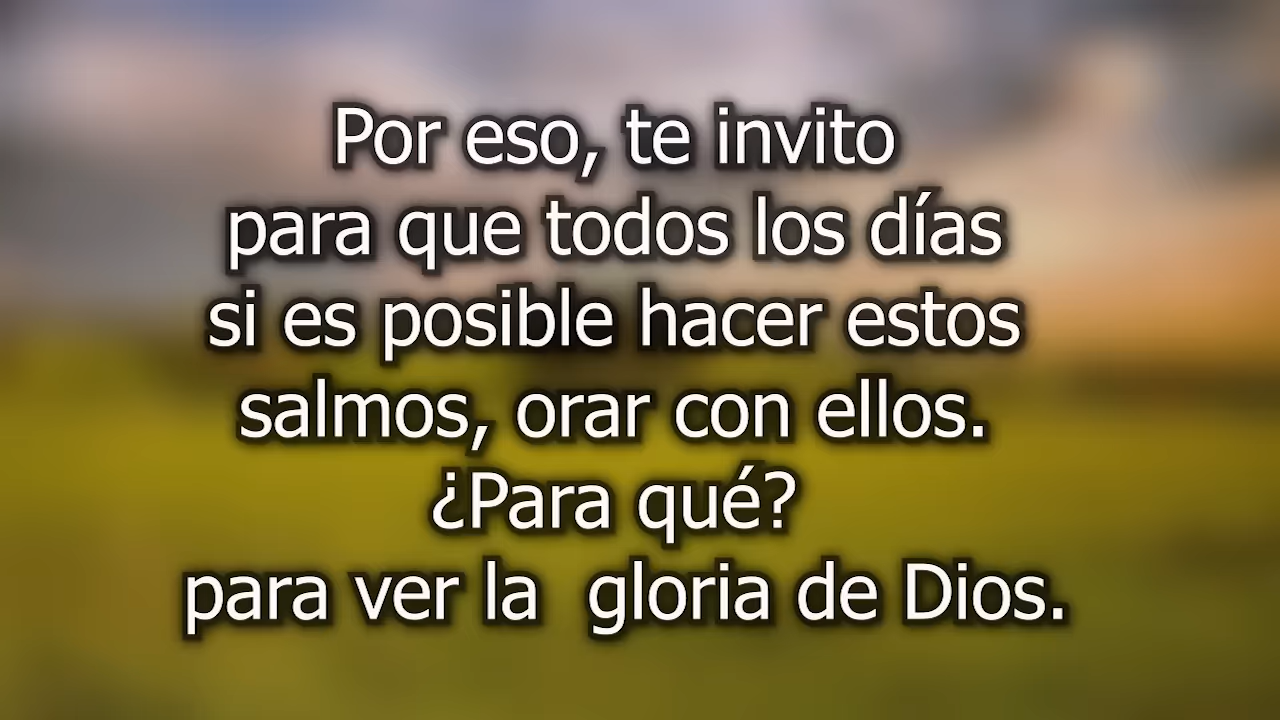 Por eso, te invito
para que todos los días
si es posible hacer estos
salmos, orar con ellos.
¿Para qué?
para ver la  gloria de Dios.